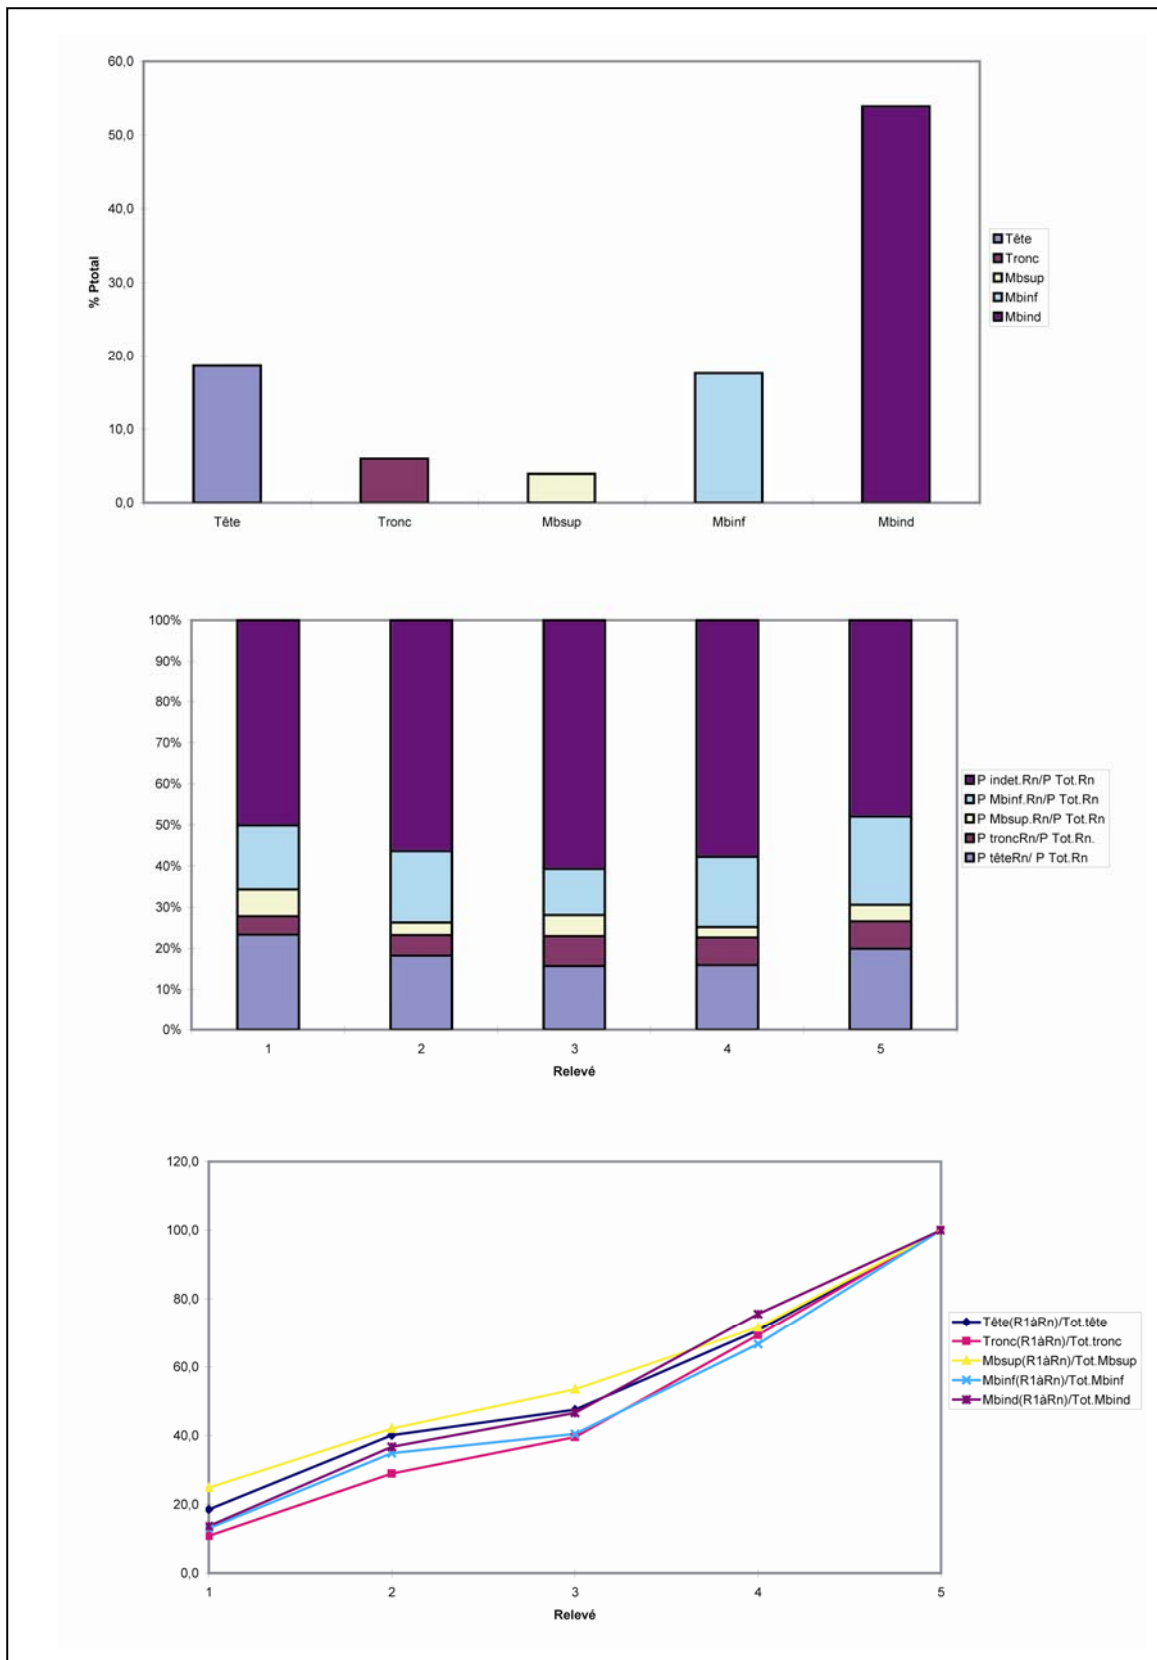 60,0
50,0
40,0
30,0
20,0
10,0
0,0
% Ptotal
Tête
Tronc
Mbsup
Mbinf
Mbind
Tête Tronc Mbsup Mbinf Mbind
100%
90%
80%
70%
60%
50%
40%
30%
20%
10%
0%
P indet.Rn/P Tot.Rn
P Mbinf.Rn/P Tot.Rn
P Mbsup.Rn/P Tot.Rn
P troncRn/P Tot.Rn.
P têteRn/ P Tot.Rn
1 2 3 4 5
Relevé
120,0
100,0
80,0
60,0
40,0
20,0
0,0
Tête(R1àRn)/Tot.tête
Tronc(R1àRn)/Tot.tronc
Mbsup(R1àRn)/Tot.Mbsup
Mbinf(R1àRn)/Tot.Mbinf
Mbind(R1àRn)/Tot.Mbind
1 2 3 4 5
Relevé